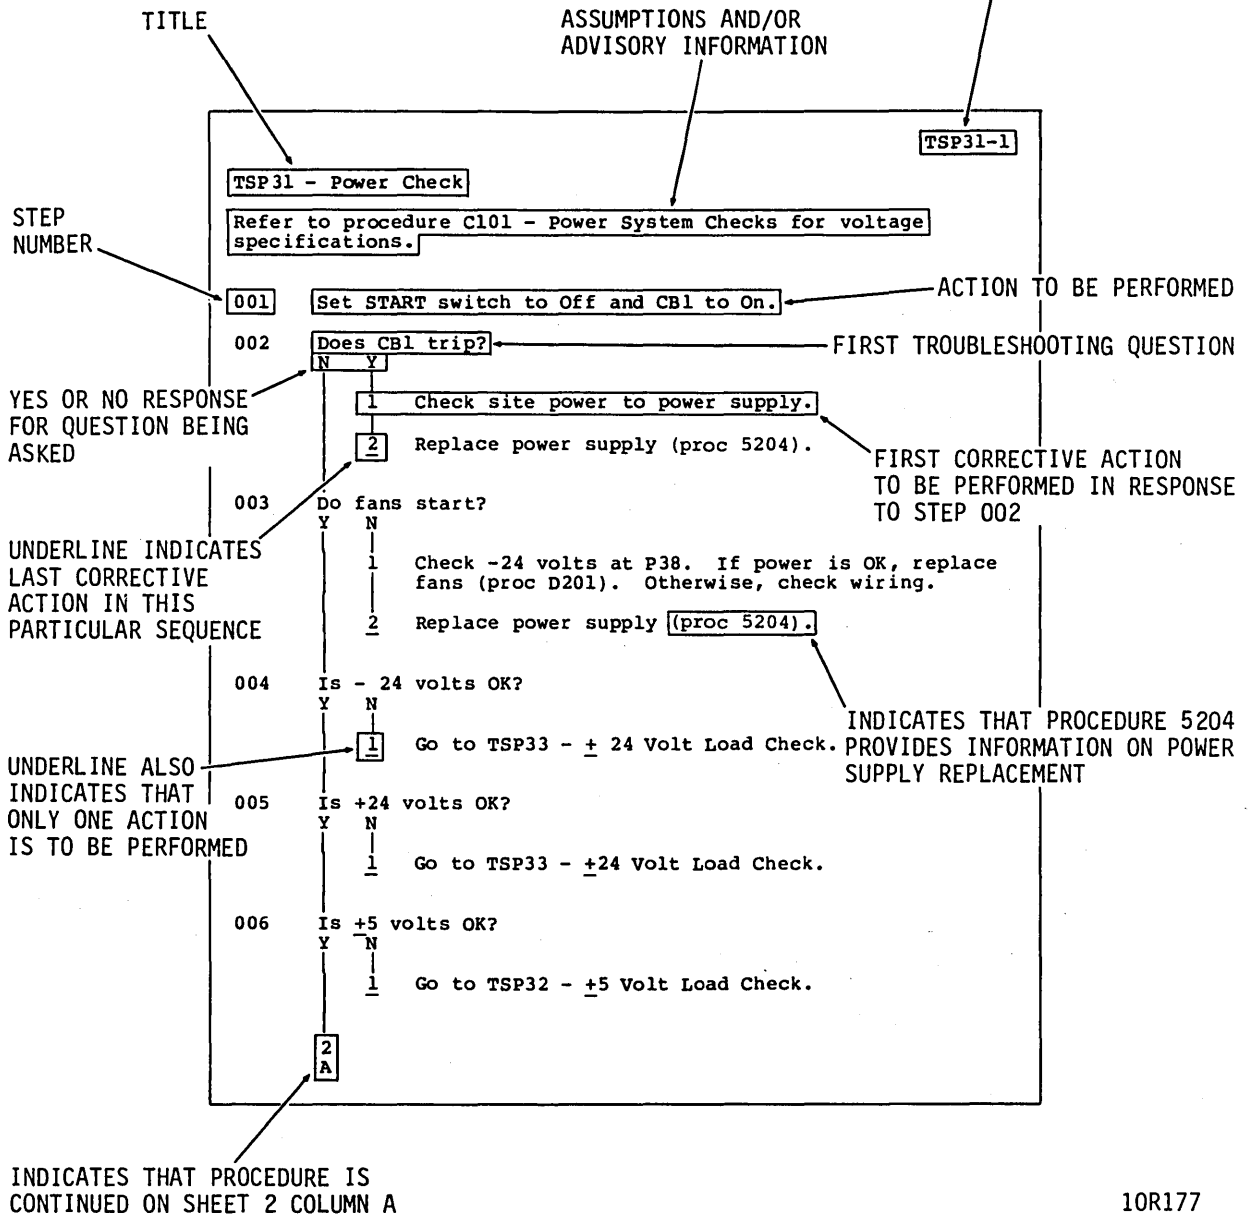 TITLE
ASSUMPTIONS AND/OR
ADVISORY INFORMATION
TSP31-1
TSP31 - Power Check
Refer to procedure C101 - Power System Checks for voltage
specifications.
STEP
NUMBER
001 Set START switch to Off and CB1 to On.
ACTION TO BE PERFORMED
002 Does CB1 trip?
N Y
FIRST TROUBLESHOOTING QUESTION
YES OR NO RESPONSE
FOR QUESTION BEING
ASKED
1 Check site power to power supply.
2 Replace power supply (proc 5204).
FIRST CORRECTIVE ACTION
TO BE PERFORMED IN RESPONSE
TO STEP 002
003 Do fans start?
Y N
UNDERLINE INDICATES
LAST CORRECTIVE
ACTION IN THIS
PARTICULAR SEQUENCE
1 Check -24 volts at P38. If power is OK, replace
fans (proc D201). Otherwise, check wiring.
2 Replace power supply (proc 5204).
004 Is - 24 volts OK?
Y N
1 Go to TSP33 - ± 24 Volt Load Check.
INDICATES THAT PROCEDURE 5204
PROVIDES INFORMATION ON POWER
SUPPLY REPLACEMENT
UNDERLINE ALSO
INDICATES THAT
ONLY ONE ACTION
IS TO BE PERFORMED
005 Is +24 volts OK?
Y N
1 Go to TSP33 - ±24 Volt Load Check.
006 Is ±5 volts OK?
Y N
1 Go to TSP32 - ±5 Volt Load Check.
2
A
INDICATES THAT PROCEDURE IS
CONTINUED ON SHEET 2 COLUMN A
10R177